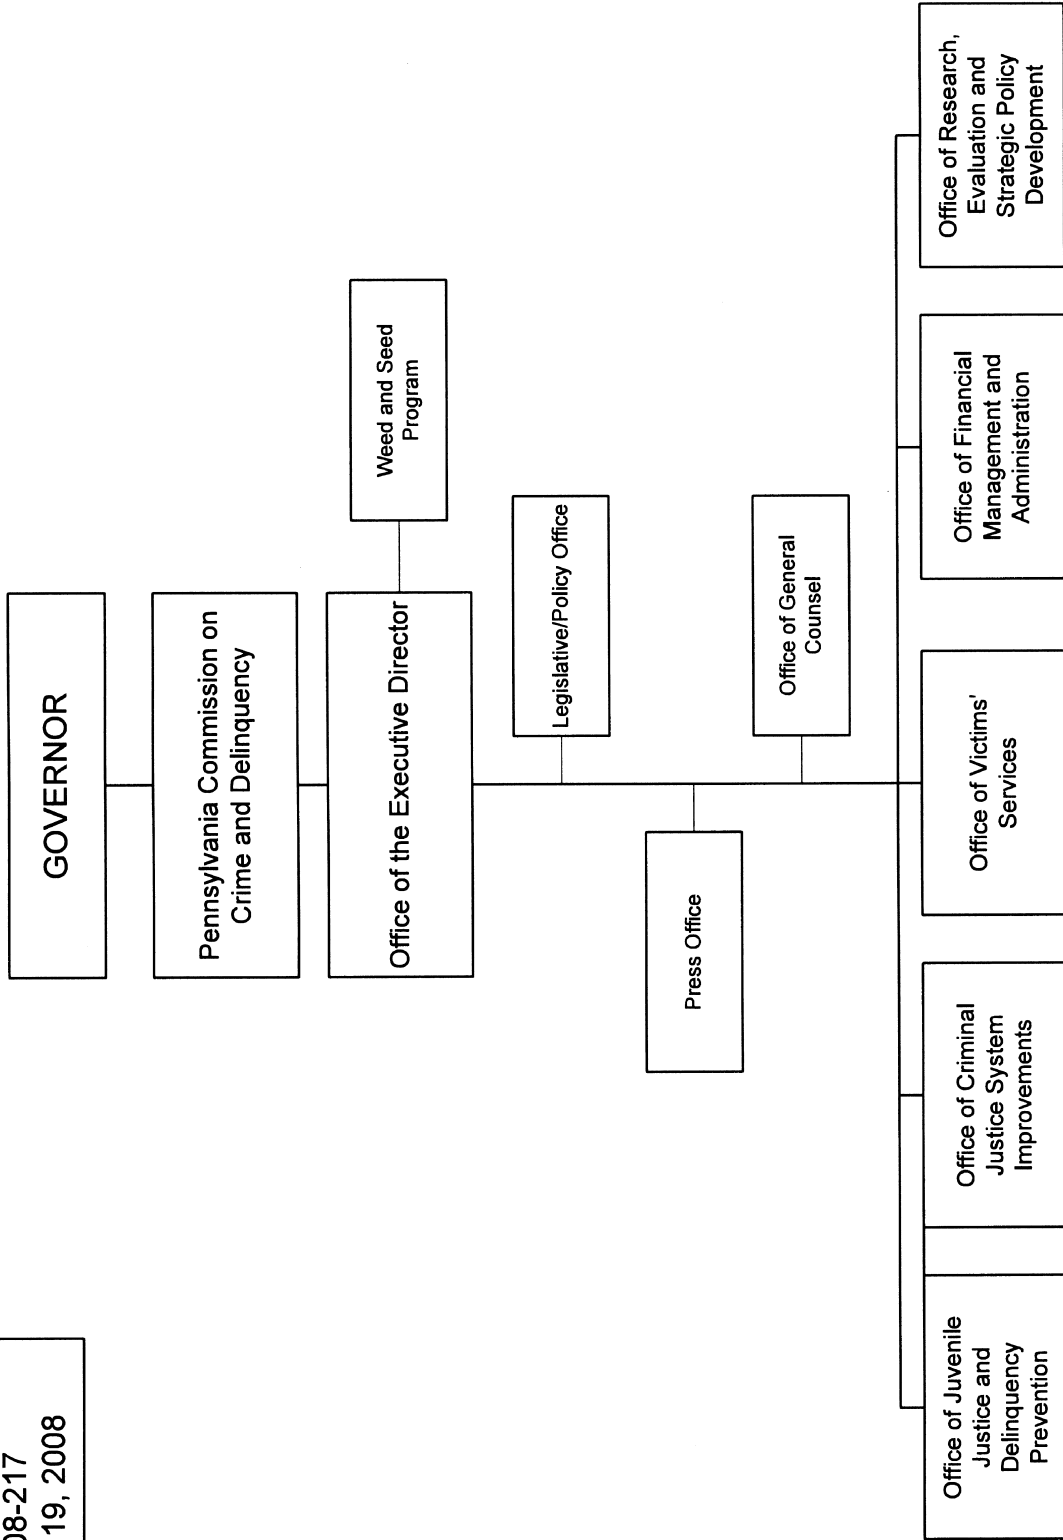 08-217
19, 2008
GOVERNOR
Pennsylvania Commission on
Crime and Delinquency
Office of the Executive Director
Weed and Seed
Program
Legislative/Policy Office
Press Office
Office of General
Counsel
Office of Juvenile
Justice and
Delinquency
Prevention
Office of Criminal
Justice System
Improvements
Office of Victims'
Services
Office of Financial
Management and
Administration
Office of Research,
Evaluation and
Strategic Policy
Development